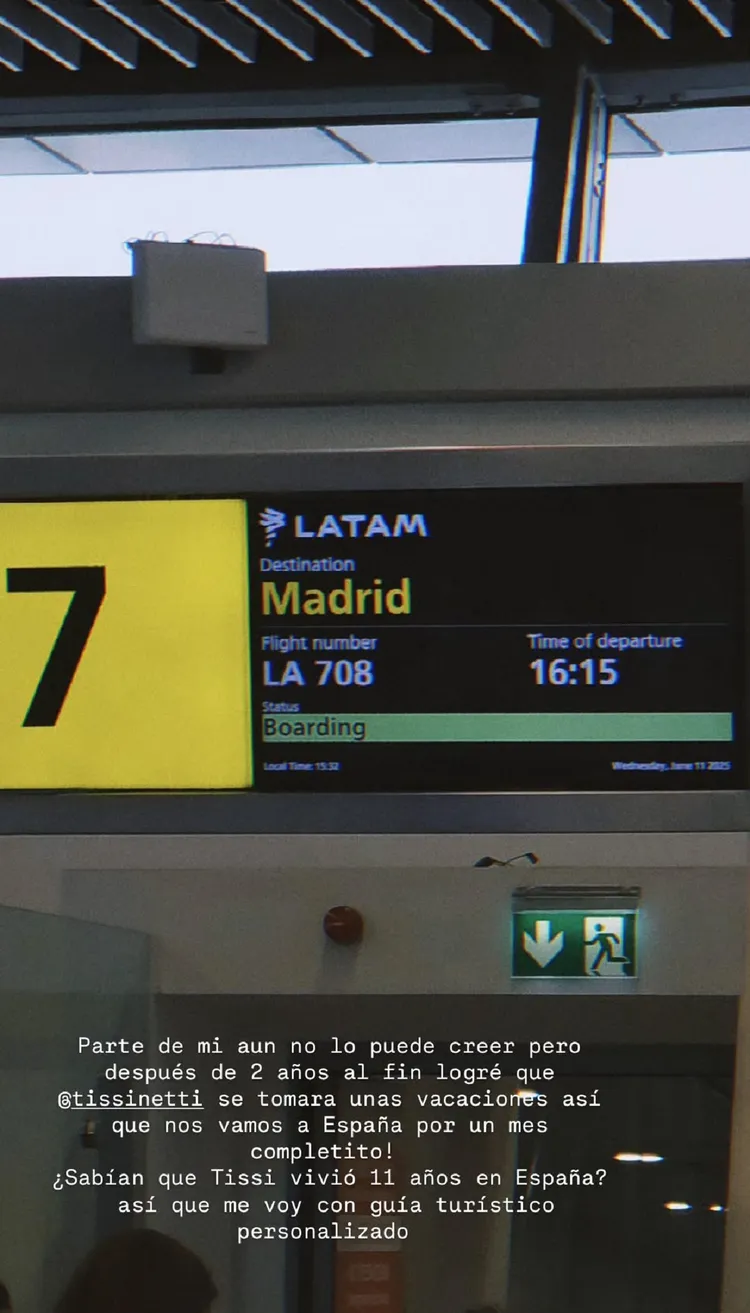 7
LATAM
Destination
Madrid
Flight number
Time of departure
LA 708
16:15
Status
Boarding
Local Time: 15:32
Wednesday, June 11 2025
Parte de mi aun no lo puede creer pero
después de 2 años al fin logré que
@tissinetti se tomara unas vacaciones así
que nos vamos a España por un mes
completito!
¿Sabían que Tissi vivió 11 años en España?
así que me voy con guía turístico
personalizado